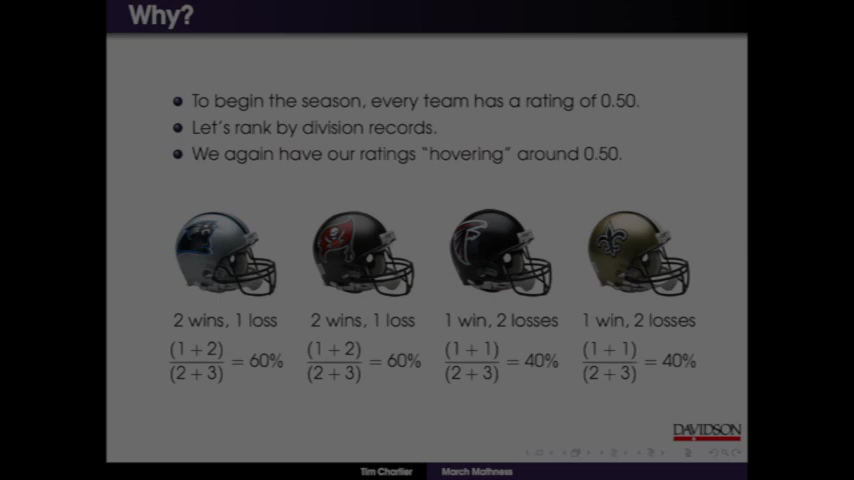 Why?
To begin the season, every team has a rating of 0.50.
Let's rank by division records.
We again have our ratings "hovering" around 0.50.
2 wins, 1 loss 2 wins, 1 loss 1 win, 2 losses 1 win, 2 losses
(1 + 2)/(2 + 3) = 60% (1 + 2)/(2 + 3) = 60% (1 + 1)/(2 + 3) = 40% (1 + 1)/(2 + 3) = 40%
DAVIDSON
Tim Chartier March Mathness